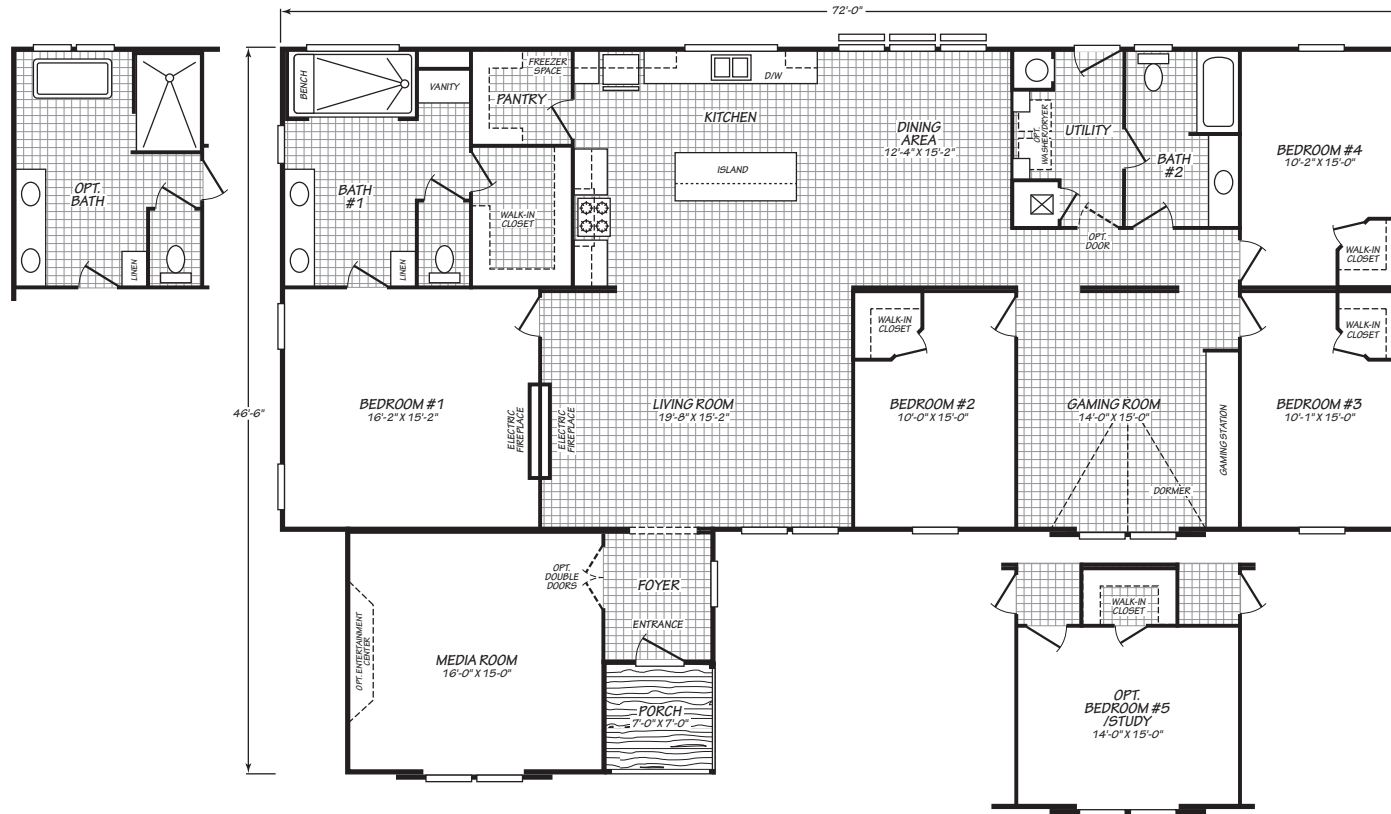 72'-0"
46'-6"
OPT.
BATH
LINEN
BENCH
VANITY
BATH
#1
LINEN
FREEZER
SPACE
PANTRY
WALK-IN
CLOSET
KITCHEN
D/W
ISLAND
DINING
AREA
12'-4" X 15'-2"
OPT.
WASHER/DRYER
UTILITY
OPT.
DOOR
BATH
#2
BEDROOM #4
10'-2" X 15'-0"
WALK-IN
CLOSET
BEDROOM #1
16'-2" X 15'-2"
ELECTRIC
FIREPLACE
ELECTRIC
FIREPLACE
LIVING ROOM
19'-8" X 15'-2"
WALK-IN
CLOSET
BEDROOM #2
10'-0" X 15'-0"
GAMING ROOM
14'-0" X 15'-0"
DORMER
GAMING STATION
WALK-IN
CLOSET
BEDROOM #3
10'-1" X 15'-0"
OPT. ENTERTAINMENT
CENTER
MEDIA ROOM
16'-0" X 15'-0"
OPT.
DOUBLE
DOORS
FOYER
ENTRANCE
PORCH
7'-0" X 7'-0"
WALK-IN
CLOSET
OPT.
BEDROOM #5
/STUDY
14'-0" X 15'-0"